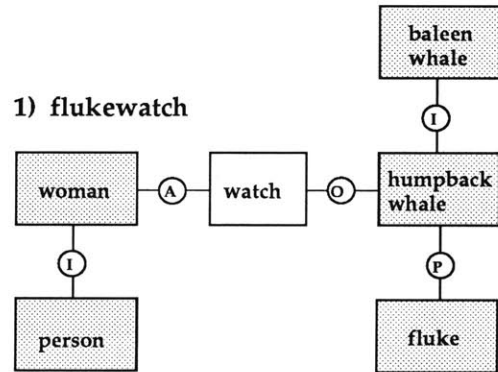 baleen
whale
1) flukewatch
I
woman
A
watch
O
humpback
whale
I
P
person
fluke